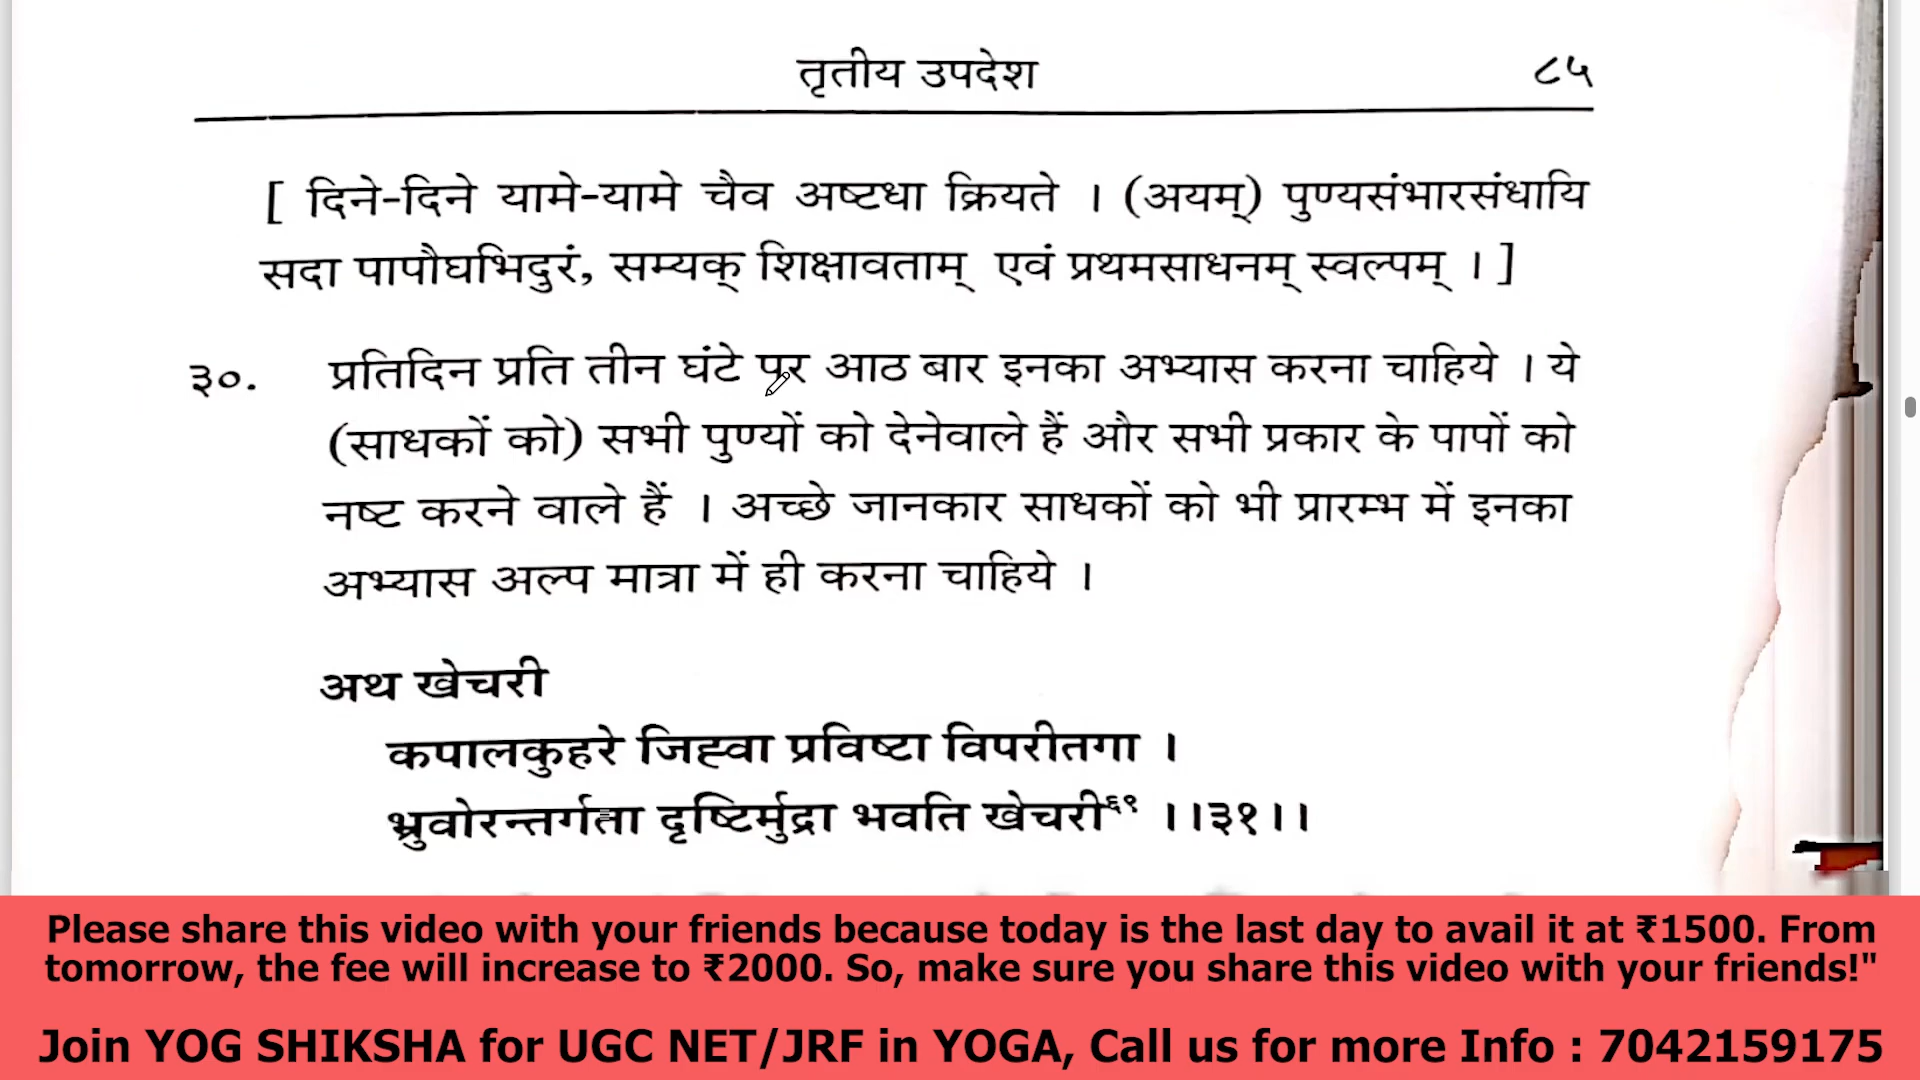 तृतीय उपदेश ८५
[ दिने-दिने यामे-यामे चैव अष्टधा क्रियते । (अयम्) पुण्यसंभारसंधायि
सदा पापौघभिदुरं, सम्यक् शिक्षावताम् एवं प्रथमसाधनम् स्वल्पम् । ]
३०. प्रतिदिन प्रति तीन घंटे पर आठ बार इनका अभ्यास करना चाहिये । ये
(साधकों को) सभी पुण्यों को देनेवाले हैं और सभी प्रकार के पापों को
नष्ट करने वाले हैं । अच्छे जानकार साधकों को भी प्रारम्भ में इनका
अभ्यास अल्प मात्रा में ही करना चाहिये ।
अथ खेचरी
कपालकुहरे जिह्वा प्रविष्टा विपरीतगा ।
भ्रुवोरन्तर्गता दृष्टिर्मुद्रा भवति खेचरी६९ ।।३१।।
Please share this video with your friends because today is the last day to avail it at ₹1500. From
tomorrow, the fee will increase to ₹2000. So, make sure you share this video with your friends!"
Join YOG SHIKSHA for UGC NET/JRF in YOGA, Call us for more Info : 7042159175